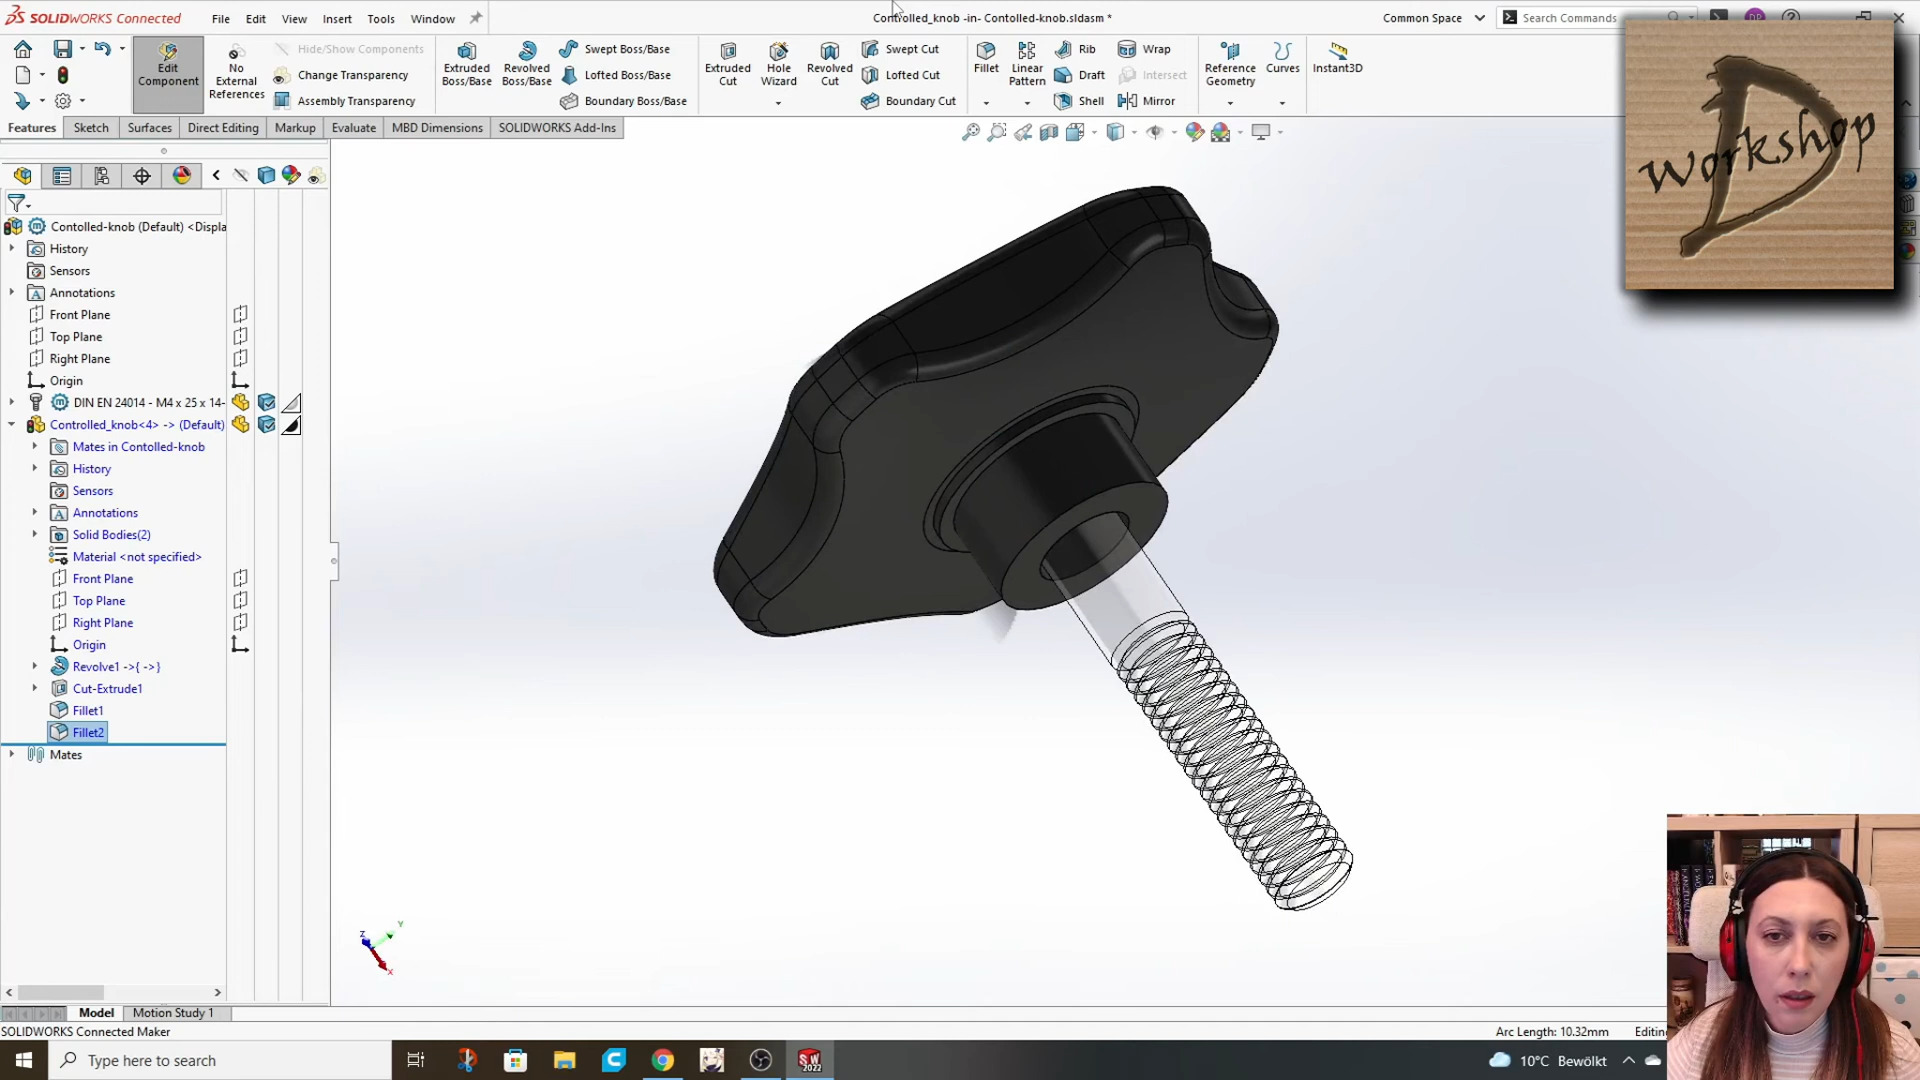 SOLIDWORKS Connected
File Edit View Insert Tools Window
Controlled_knob -in- Contolled-knob.sldasm *
Common Space
Search Commands
Edit Component
No External References
Hide/Show Components
Change Transparency
Assembly Transparency
Extruded Boss/Base
Revolved Boss/Base
Swept Boss/Base
Lofted Boss/Base
Boundary Boss/Base
Extruded Cut
Hole Wizard
Revolved Cut
Swept Cut
Lofted Cut
Boundary Cut
Fillet
Linear Pattern
Rib
Draft
Shell
Wrap
Intersect
Mirror
Reference Geometry
Curves
Instant3D
Features Sketch Surfaces Direct Editing Markup Evaluate MBD Dimensions SOLIDWORKS Add-Ins
D
Workshop
Contolled-knob (Default) <Displa
History
Sensors
Annotations
Front Plane
Top Plane
Right Plane
Origin
DIN EN 24014 - M4 x 25 x 14-
Controlled_knob<4> -> (Default)
Mates in Contolled-knob
History
Sensors
Annotations
Solid Bodies(2)
Material <not specified>
Front Plane
Top Plane
Right Plane
Origin
Revolve1 ->{ ->}
Cut-Extrude1
Fillet1
Fillet2
Mates
Z Y X
Model Motion Study 1
SOLIDWORKS Connected Maker
Arc Length: 10.32mm
Editin
Type here to search
SW 2022
10°C Bewölkt